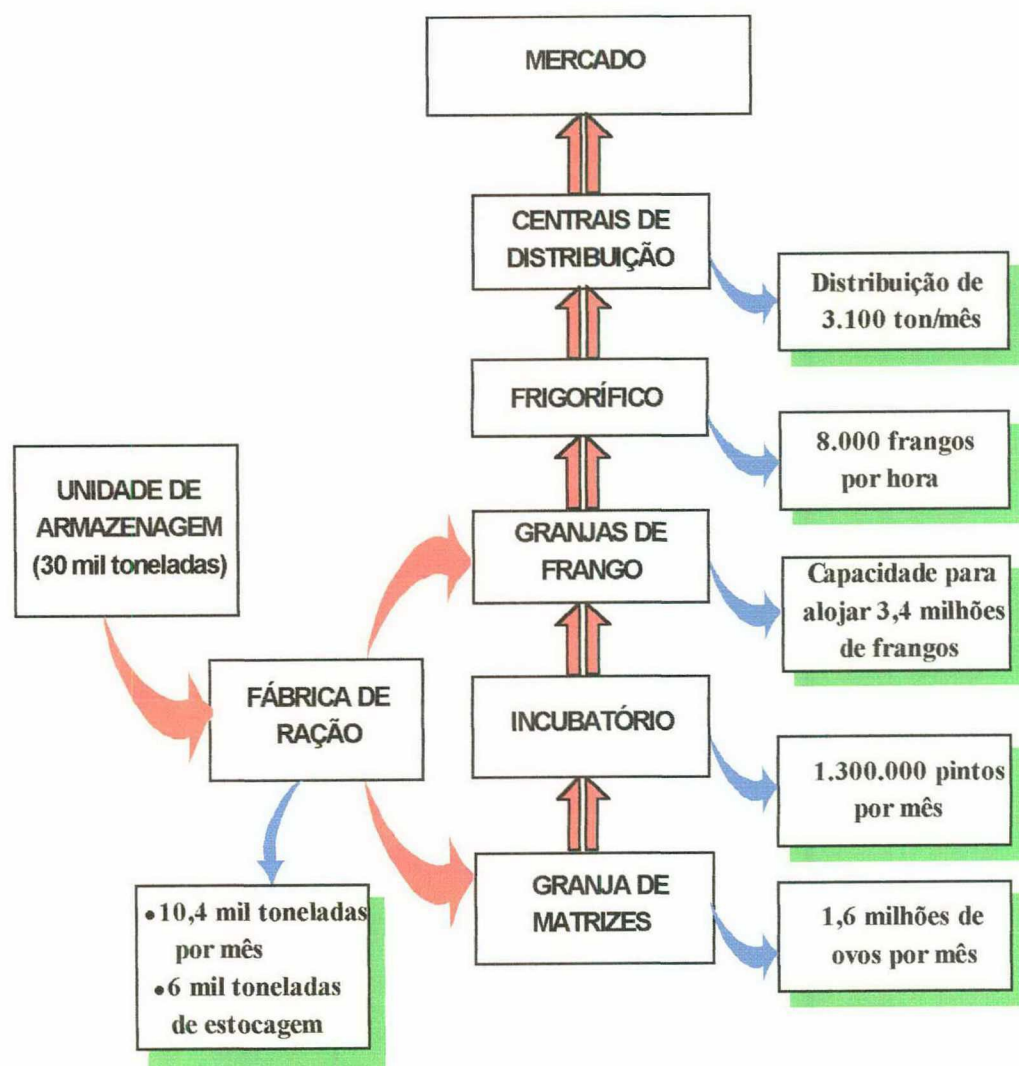 MERCADO
CENTRAIS DE
DISTRIBUIÇÃO
Distribuição de
3.100 ton/mês
FRIGORÍFICO
8.000 frangos
por hora
UNIDADE DE
ARMAZENAGEM
(30 mil toneladas)
GRANJAS DE
FRANGO
Capacidade para
alojar 3,4 milhões
de frangos
FÁBRICA DE
RAÇÃO
INCUBATÓRIO
1.300.000 pintos
por mês
•10,4 mil toneladas
por mês
•6 mil toneladas
de estocagem
GRANJA DE
MATRIZES
1,6 milhões de
ovos por mês